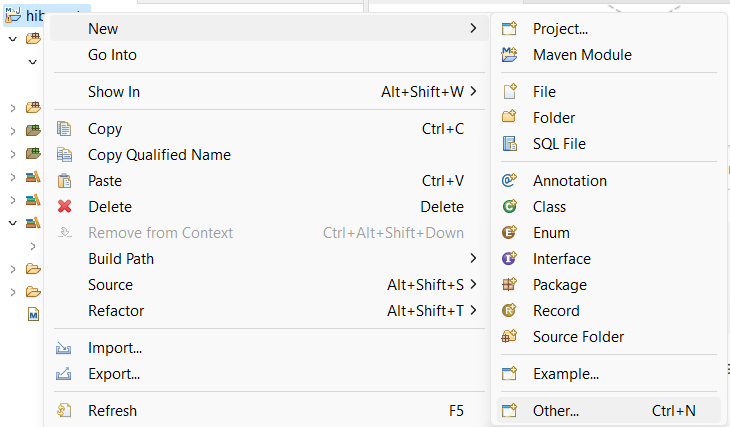 New
Go Into
Show In Alt+Shift+W
Copy Ctrl+C
Copy Qualified Name
Paste Ctrl+V
Delete Delete
Remove from Context Ctrl+Alt+Shift+Down
Build Path
Source Alt+Shift+S
Refactor Alt+Shift+T
Import...
Export...
Refresh F5
Project...
Maven Module
File
Folder
SQL File
Annotation
Class
Enum
Interface
Package
Record
Source Folder
Example...
Other... Ctrl+N